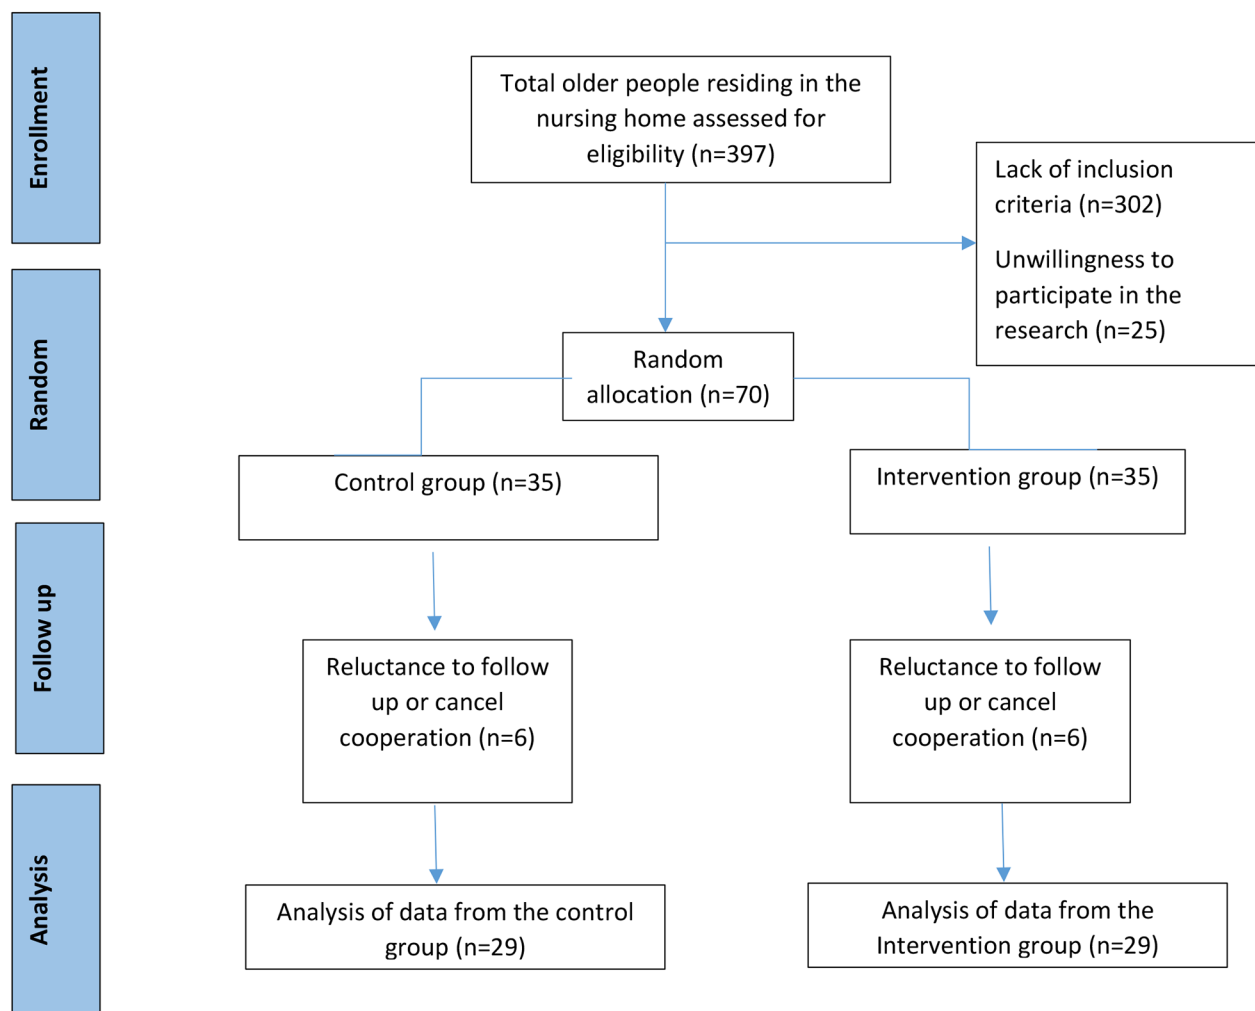 Enrollment
Total older people residing in the
nursing home assessed for
eligibility (n=397)
Lack of inclusion
criteria (n=302)
Unwillingness to
participate in the
research (n=25)
Random
Random
allocation (n=70)
Control group (n=35)
Intervention group (n=35)
Follow up
Reluctance to follow
up or cancel
cooperation (n=6)
Reluctance to follow
up or cancel
cooperation (n=6)
Analysis
Analysis of data from the control
group (n=29)
Analysis of data from the
Intervention group (n=29)